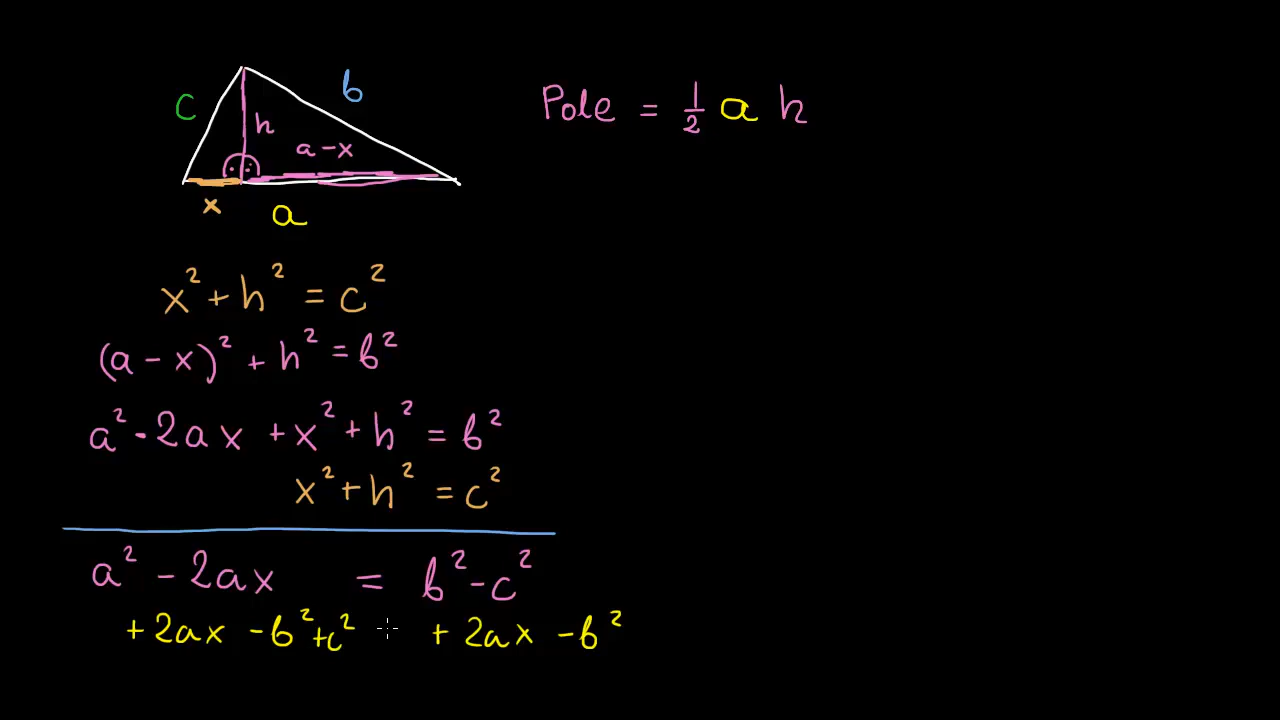 c
b
h
a - x
x
a
Pole = 1/2 a h
x² + h² = c²
(a - x)² + h² = b²
a² - 2ax + x² + h² = b²
x² + h² = c²
a² - 2ax = b² - c²
+ 2ax - b² + c² + 2ax - b²